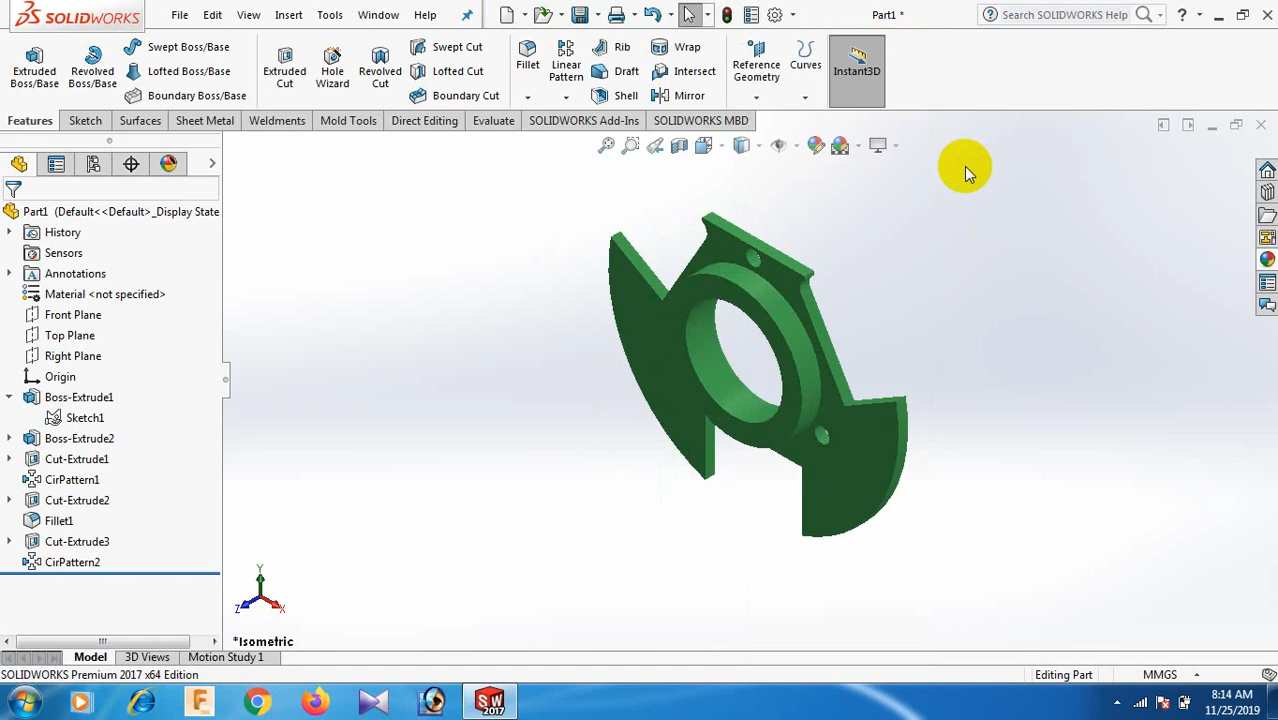 SOLIDWORKS File Edit View Insert Tools Window Help Part1 * Search SOLIDWORKS Help ?
Extruded Boss/Base Revolved Boss/Base Swept Boss/Base Lofted Boss/Base Boundary Boss/Base Extruded Cut Hole Wizard Revolved Cut Swept Cut Lofted Cut Boundary Cut Fillet Linear Pattern Rib Draft Shell Wrap Intersect Mirror Reference Geometry Curves Instant3D
Features Sketch Surfaces Sheet Metal Weldments Mold Tools Direct Editing Evaluate SOLIDWORKS Add-Ins SOLIDWORKS MBD
Part1 (Default<<Default>_Display State
History
Sensors
Annotations
Material <not specified>
Front Plane
Top Plane
Right Plane
Origin
Boss-Extrude1
Sketch1
Boss-Extrude2
Cut-Extrude1
CirPattern1
Cut-Extrude2
Fillet1
Cut-Extrude3
CirPattern2
Y
Z X
*Isometric
Model 3D Views Motion Study 1
SOLIDWORKS Premium 2017 x64 Edition Editing Part MMGS
SW 2017
8:14 AM
11/25/2019